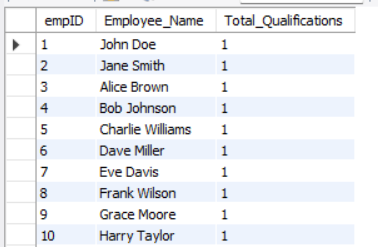 empID Employee_Name Total_Qualifications
1 John Doe 1
2 Jane Smith 1
3 Alice Brown 1
4 Bob Johnson 1
5 Charlie Williams 1
6 Dave Miller 1
7 Eve Davis 1
8 Frank Wilson 1
9 Grace Moore 1
10 Harry Taylor 1